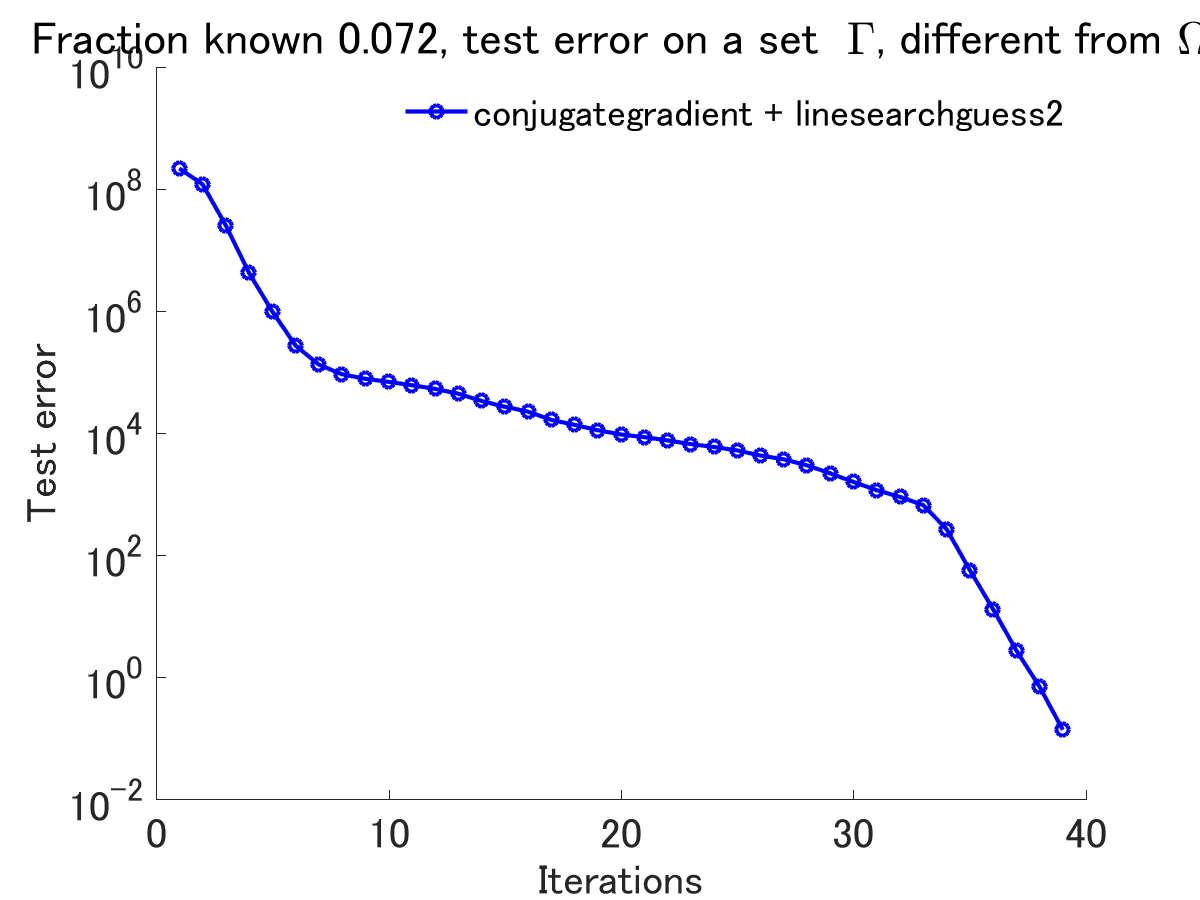 Fraction known 0.072, test error on a set Γ, different from Ω
conjugategradient + linesearchguess2
Test error
10^10
10^8
10^6
10^4
10^2
10^0
10^−2
0 10 20 30 40
Iterations